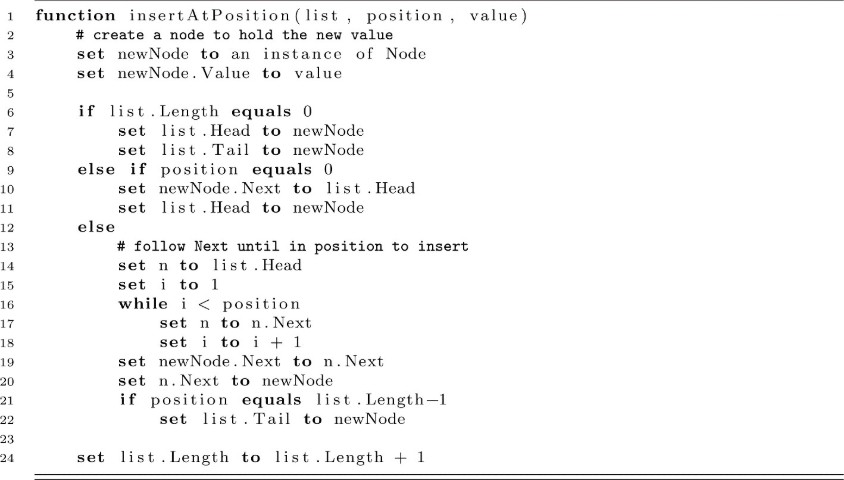 1 function insertAtPosition(list, position, value)
2 # create a node to hold the new value
3 set newNode to an instance of Node
4 set newNode.Value to value
5
6 if list.Length equals 0
7 set list.Head to newNode
8 set list.Tail to newNode
9 else if position equals 0
10 set newNode.Next to list.Head
11 set list.Head to newNode
12 else
13 # follow Next until in position to insert
14 set n to list.Head
15 set i to 1
16 while i < position
17 set n to n.Next
18 set i to i + 1
19 set newNode.Next to n.Next
20 set n.Next to newNode
21 if position equals list.Length−1
22 set list.Tail to newNode
23
24 set list.Length to list.Length + 1